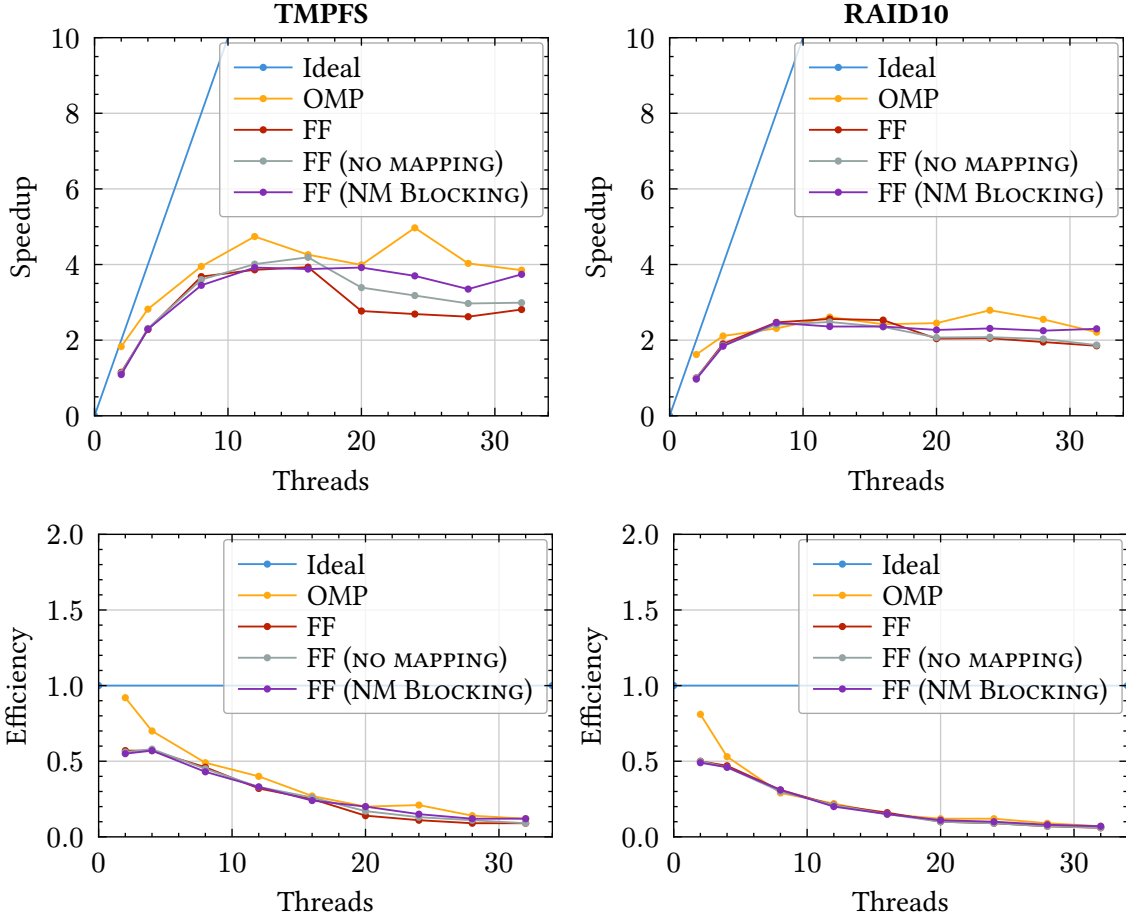 TMPFS
10
8
6
4
2
0
Speedup
Ideal
OMP
FF
FF (NO MAPPING)
FF (NM BLOCKING)
0 10 20 30
Threads
RAID10
10
8
6
4
2
0
Speedup
Ideal
OMP
FF
FF (NO MAPPING)
FF (NM BLOCKING)
0 10 20 30
Threads
2.0
1.5
1.0
0.5
0.0
Efficiency
Ideal
OMP
FF
FF (NO MAPPING)
FF (NM BLOCKING)
0 10 20 30
Threads
2.0
1.5
1.0
0.5
0.0
Efficiency
Ideal
OMP
FF
FF (NO MAPPING)
FF (NM BLOCKING)
0 10 20 30
Threads